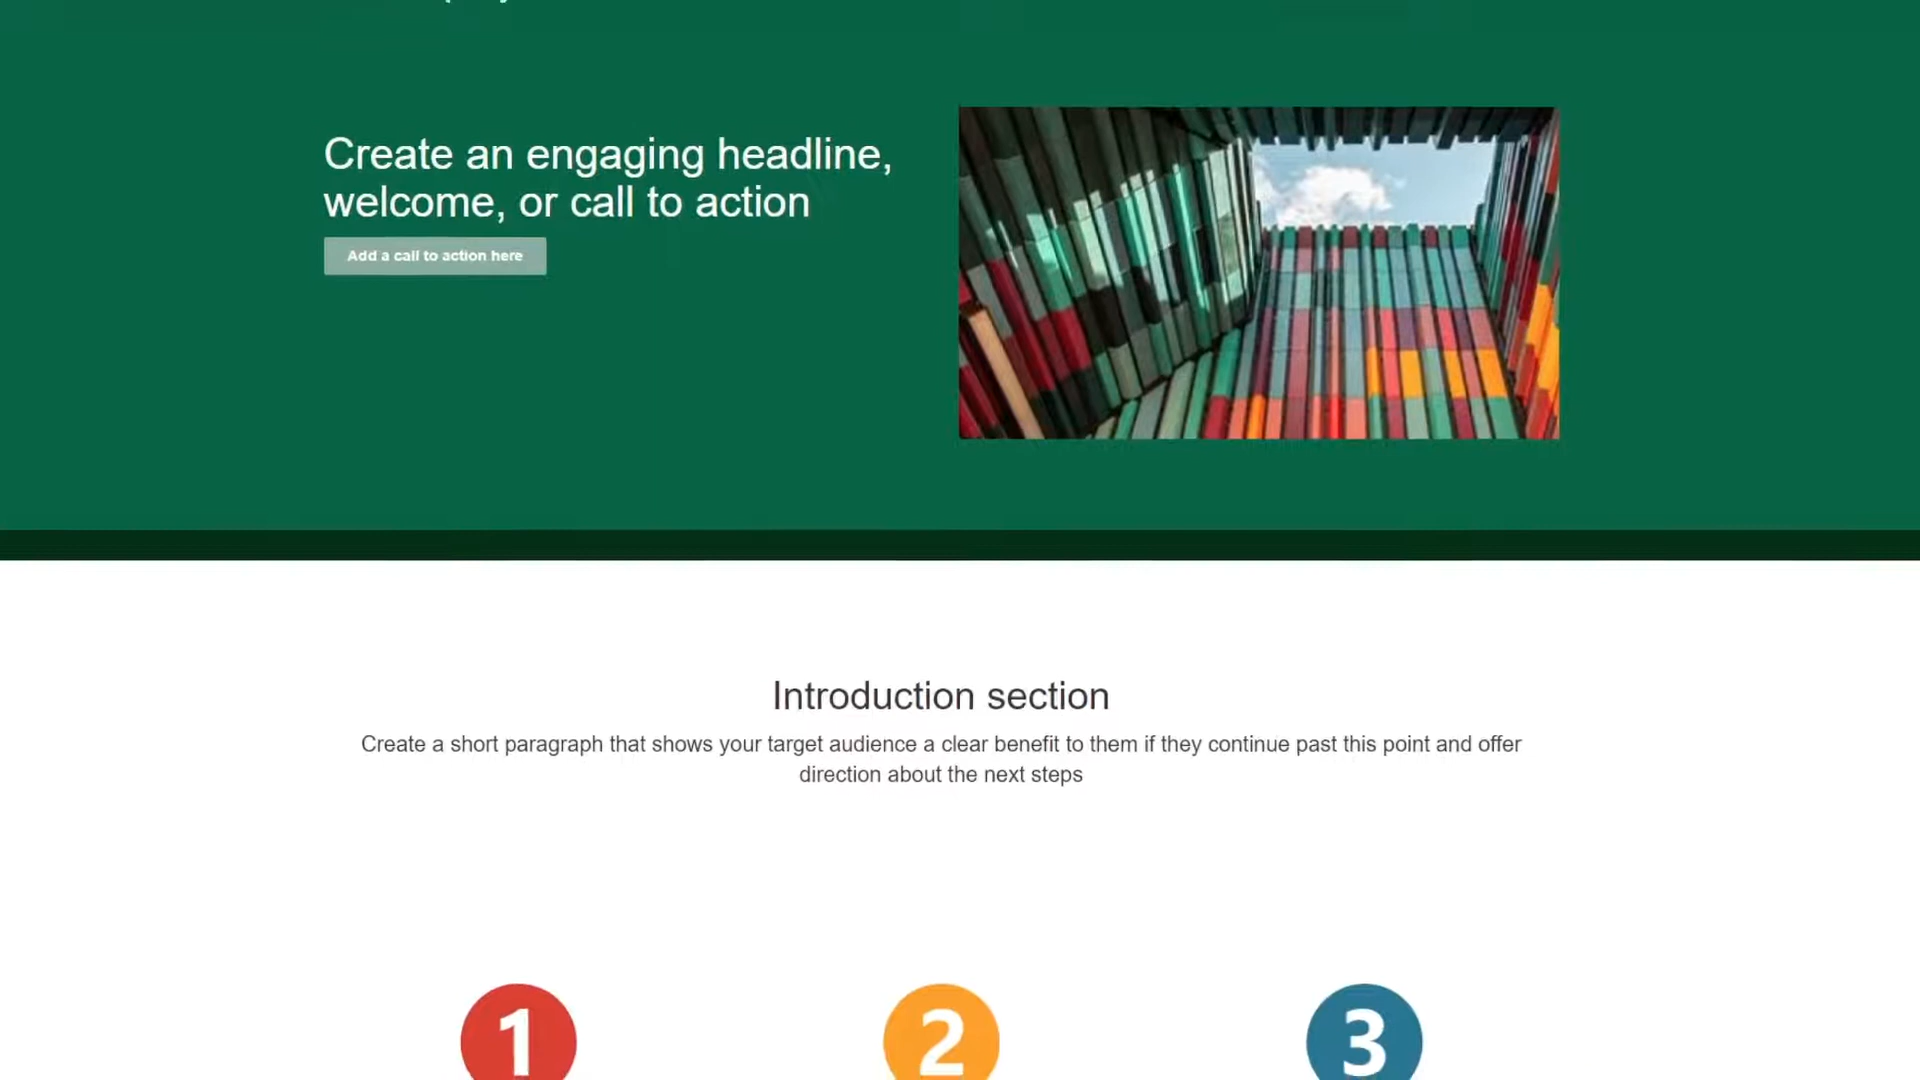 Create an engaging headline,
welcome, or call to action
Add a call to action here
Introduction section
Create a short paragraph that shows your target audience a clear benefit to them if they continue past this point and offer
direction about the next steps
1
2
3